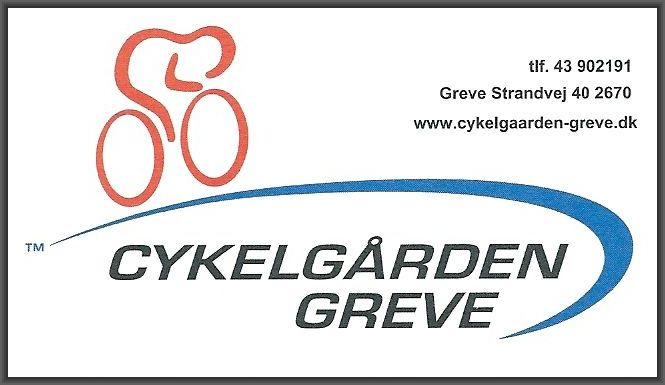 tlf. 43 902191
Greve Strandvej 40 2670
www.cykelgaarden-greve.dk
TM
CYKELGÅRDEN
GREVE